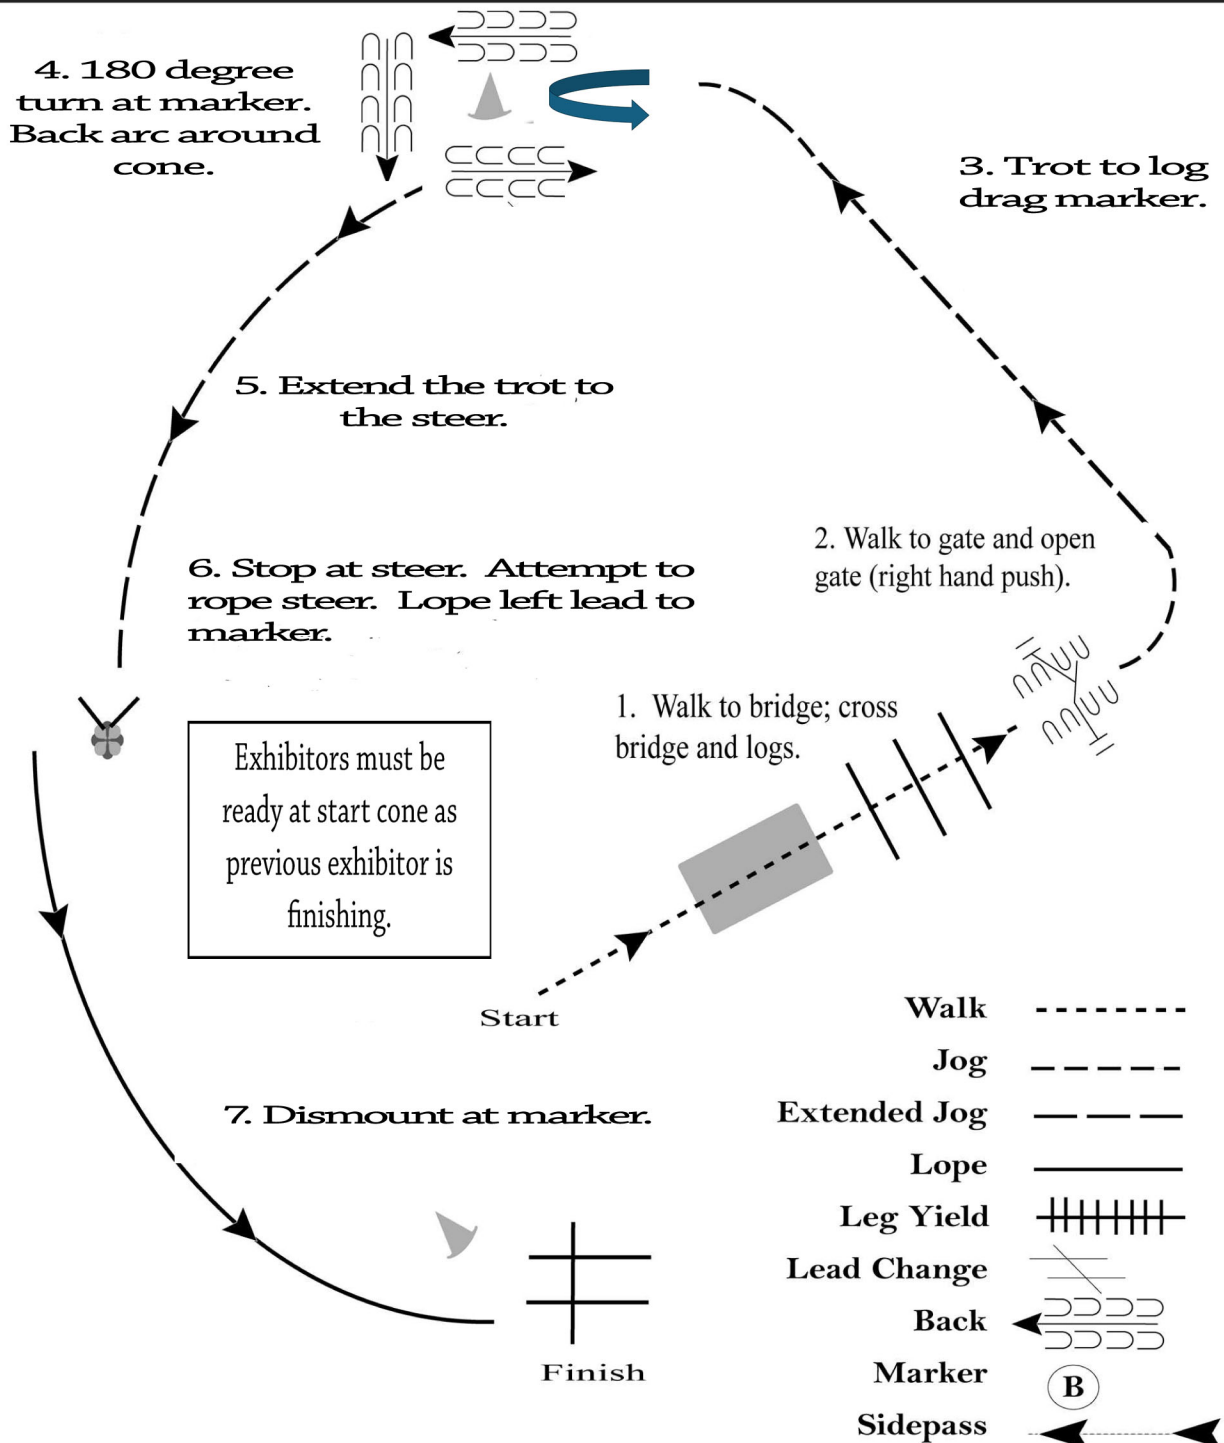 4. 180 degree
turn at marker.
Back arc around
cone.
3. Trot to log
drag marker.
5. Extend the trot to
the steer.
2. Walk to gate and open
gate (right hand push).
6. Stop at steer. Attempt to
rope steer. Lope left lead to
marker.
1. Walk to bridge; cross
bridge and logs.
Exhibitors must be
ready at start cone as
previous exhibitor is
finishing.
Start
7. Dismount at marker.
Finish
Walk
Jog
Extended Jog
Lope
Leg Yield
Lead Change
Back
Marker
B
Sidepass